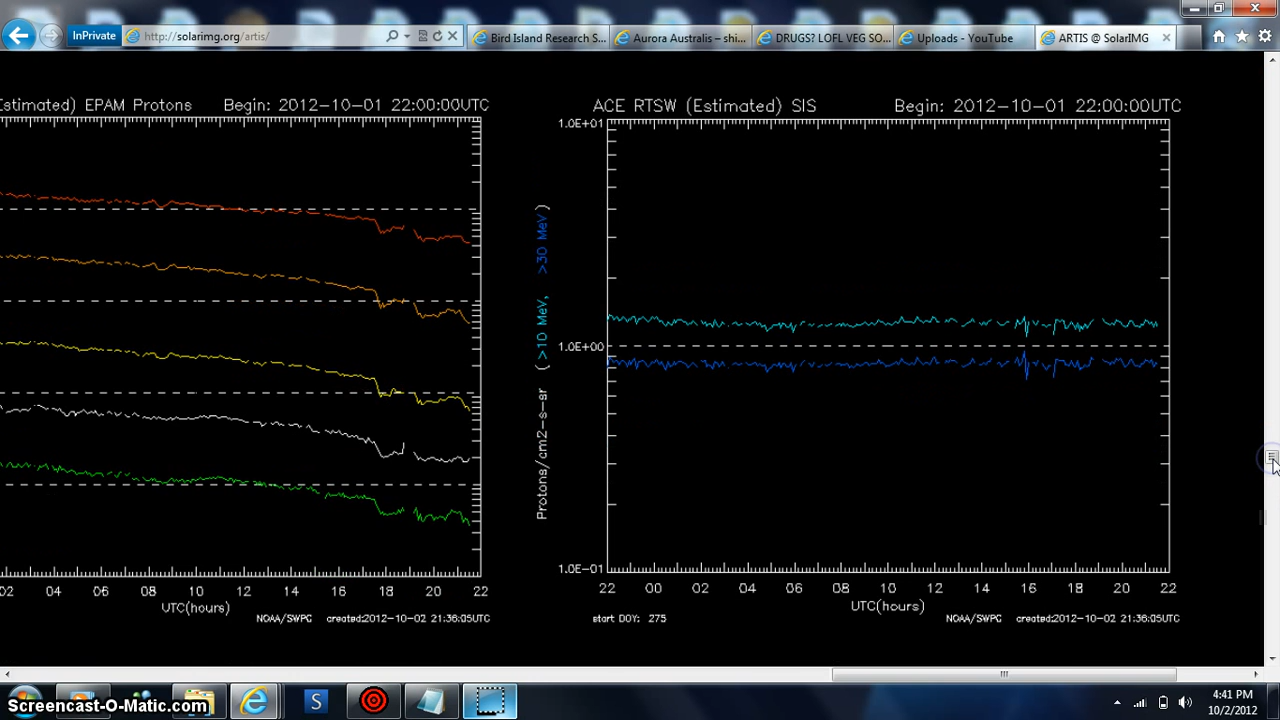 InPrivate
http://solarimg.org/artis/
Bird Island Research S...
Aurora Australis – shi...
DRUGS? LOFL VEG SO...
Uploads - YouTube
ARTIS @ SolarIMG
Estimated) EPAM Protons Begin: 2012-10-01 22:00:00UTC
02 04 06 08 10 12 14 16 18 20 22
UTC(hours)
NOAA/SWPC created:2012-10-02 21:36:05UTC
ACE RTSW (Estimated) SIS Begin: 2012-10-01 22:00:00UTC
1.0E+01
1.0E+00
1.0E-01
Protons/cm2-s-sr (>10 MeV, >30 MeV)
22 00 02 04 06 08 10 12 14 16 18 20 22
UTC(hours)
start DOY: 275 NOAA/SWPC created:2012-10-02 21:36:05UTC
Screencast-O-Matic.com
S
4:41 PM
10/2/2012